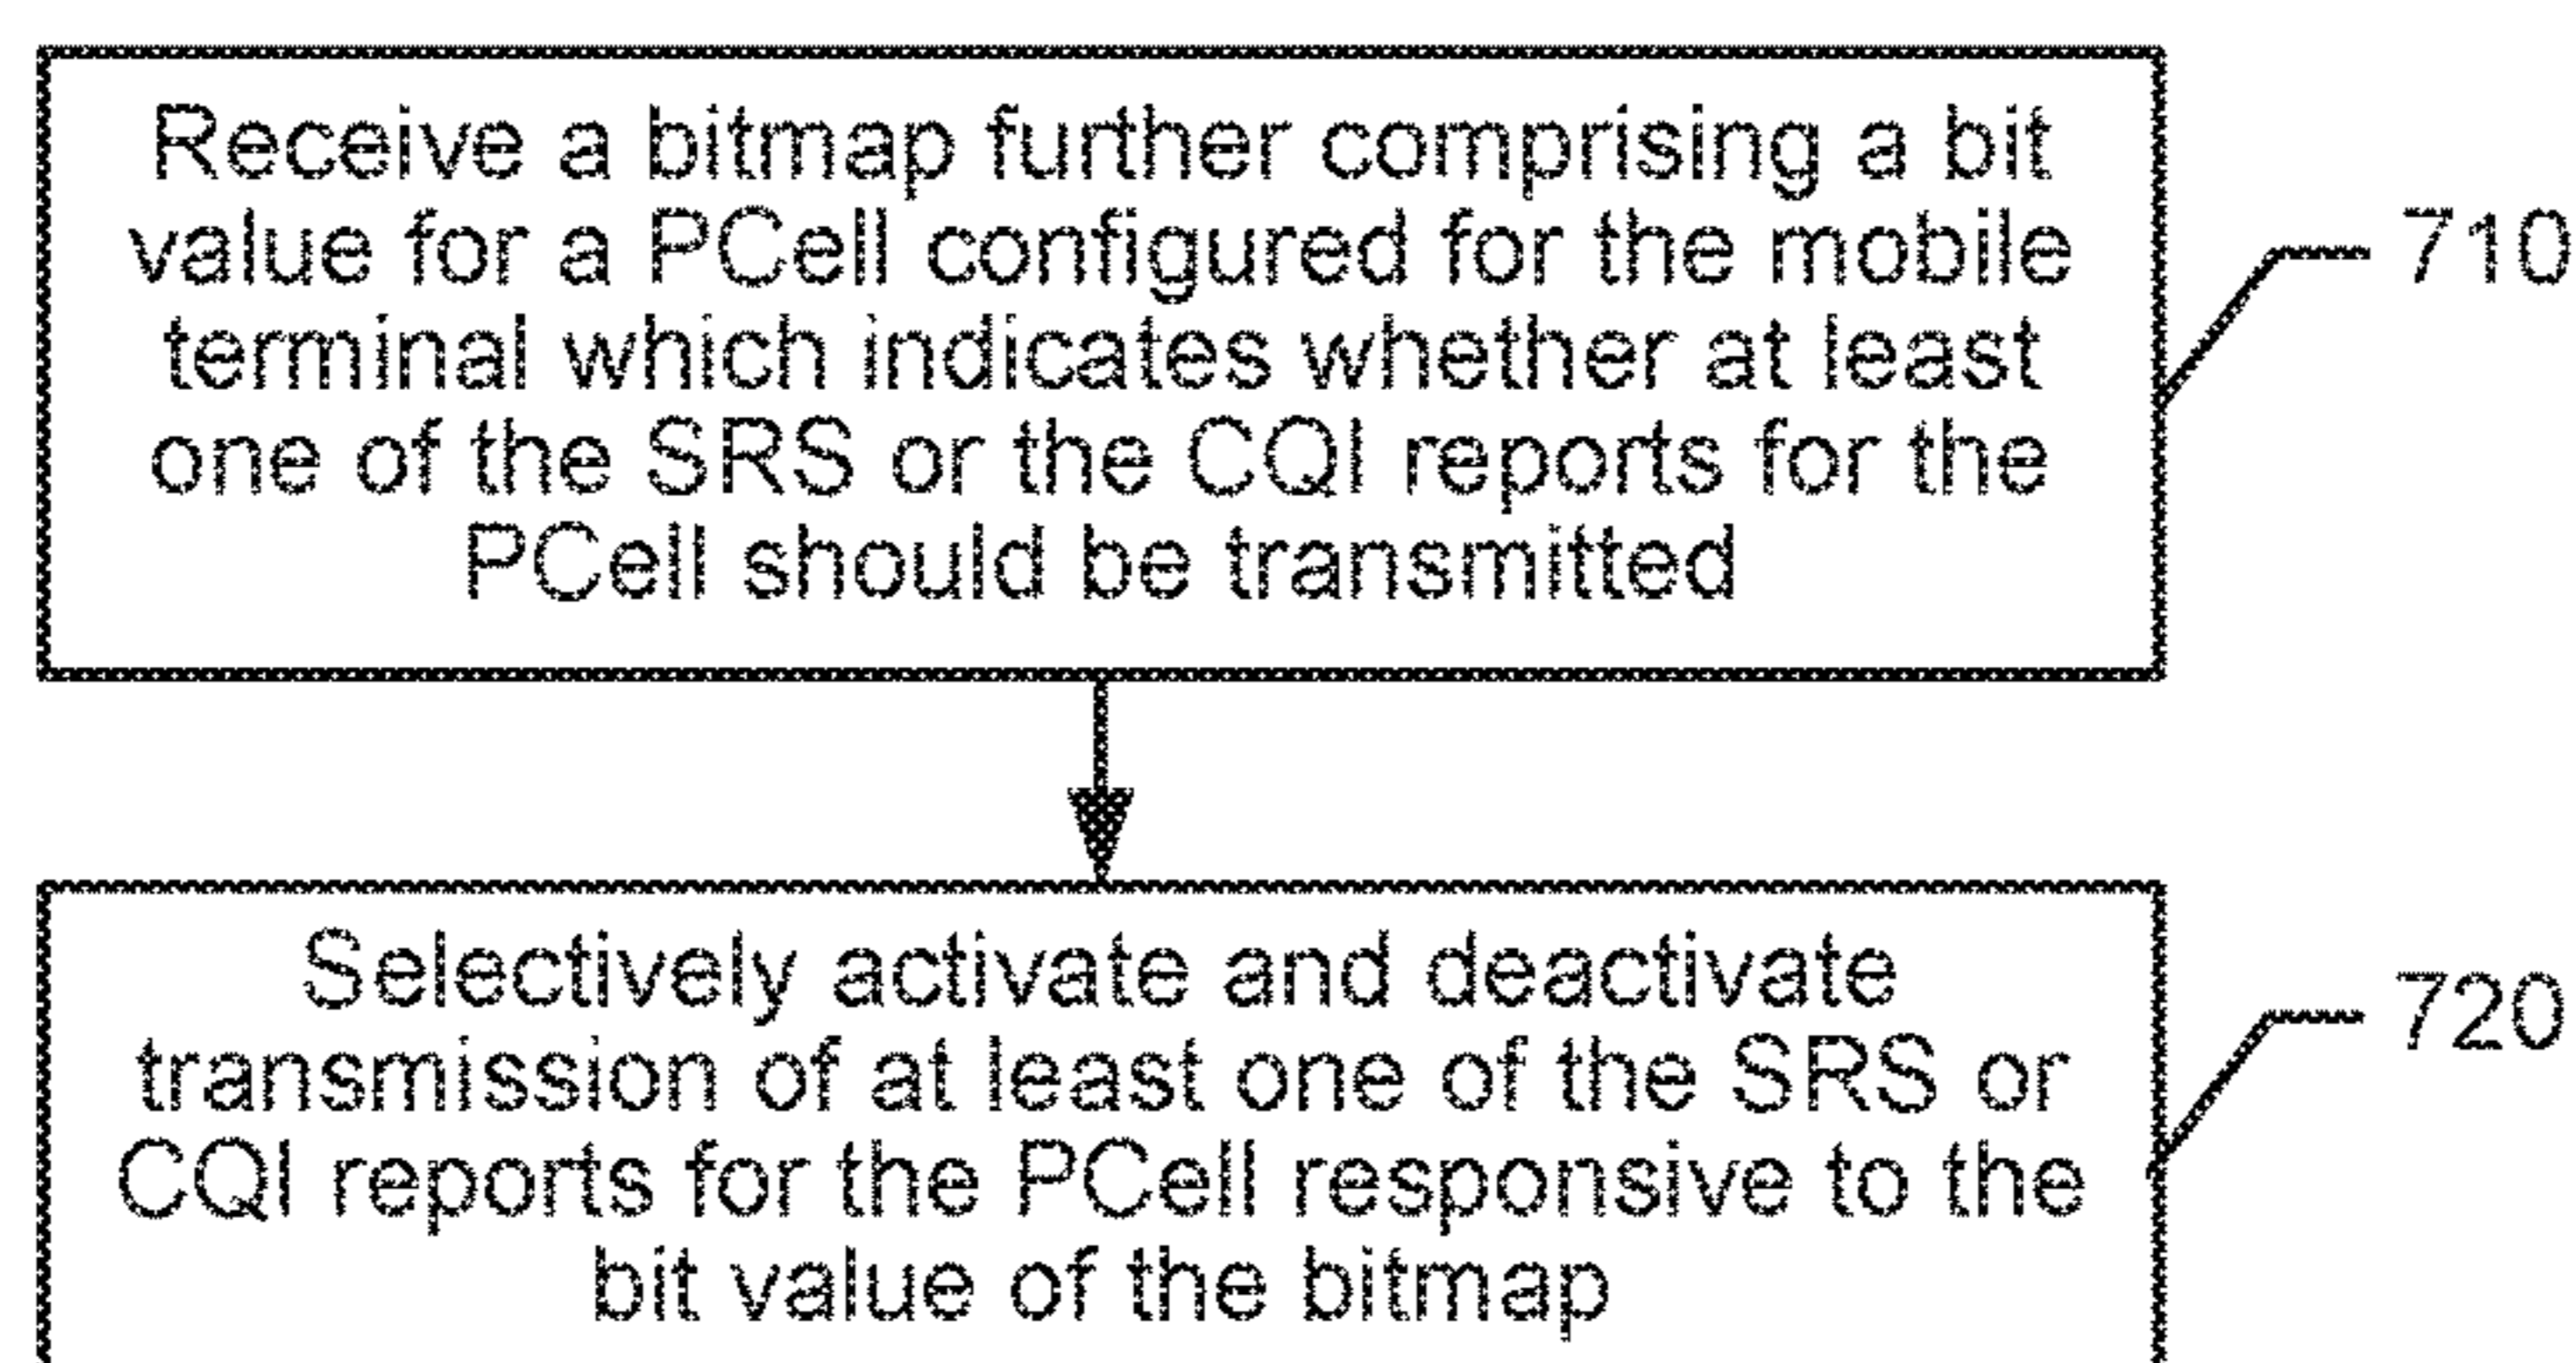 Receive a bitmap further comprising a bit
value for a PCell configured for the mobile
terminal which indicates whether at least
one of the SRS or the CQI reports for the
PCell should be transmitted
710
Selectively activate and deactivate
transmission of at least one of the SRS or
CQI reports for the PCell responsive to the
bit value of the bitmap
720